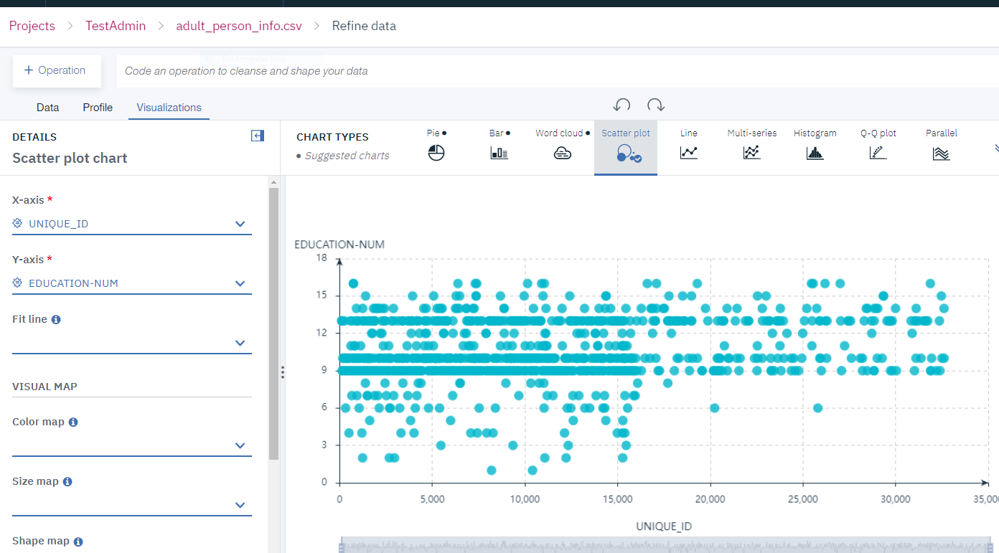 Projects > TestAdmin > adult_person_info.csv > Refine data
+ Operation
Code an operation to cleanse and shape your data
Data Profile Visualizations
DETAILS
Scatter plot chart
CHART TYPES
• Suggested charts
Pie • Bar • Word cloud • Scatter plot Line Multi-series Histogram Q-Q plot Parallel
X-axis *
UNIQUE_ID
Y-axis *
EDUCATION-NUM
Fit line
VISUAL MAP
Color map
Size map
Shape map
EDUCATION-NUM
18
15
12
9
6
3
0
0 5,000 10,000 15,000 20,000 25,000 30,000 35,000
UNIQUE_ID